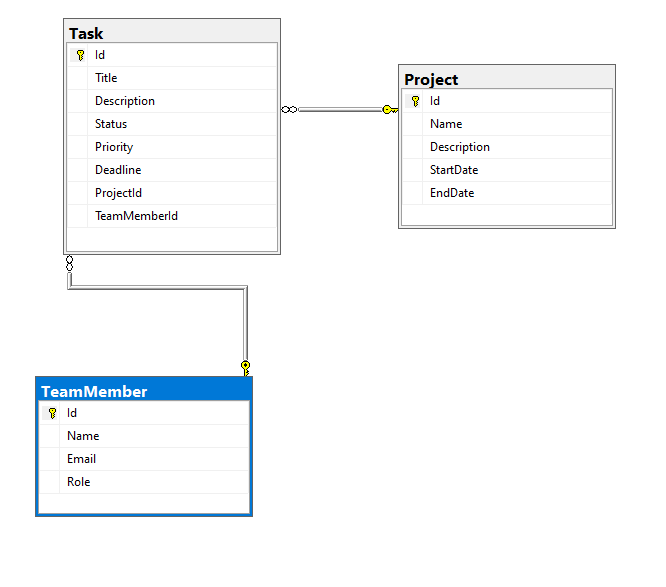 Task
Id
Title
Description
Status
Priority
Deadline
ProjectId
TeamMemberId
Project
Id
Name
Description
StartDate
EndDate
TeamMember
Id
Name
Email
Role